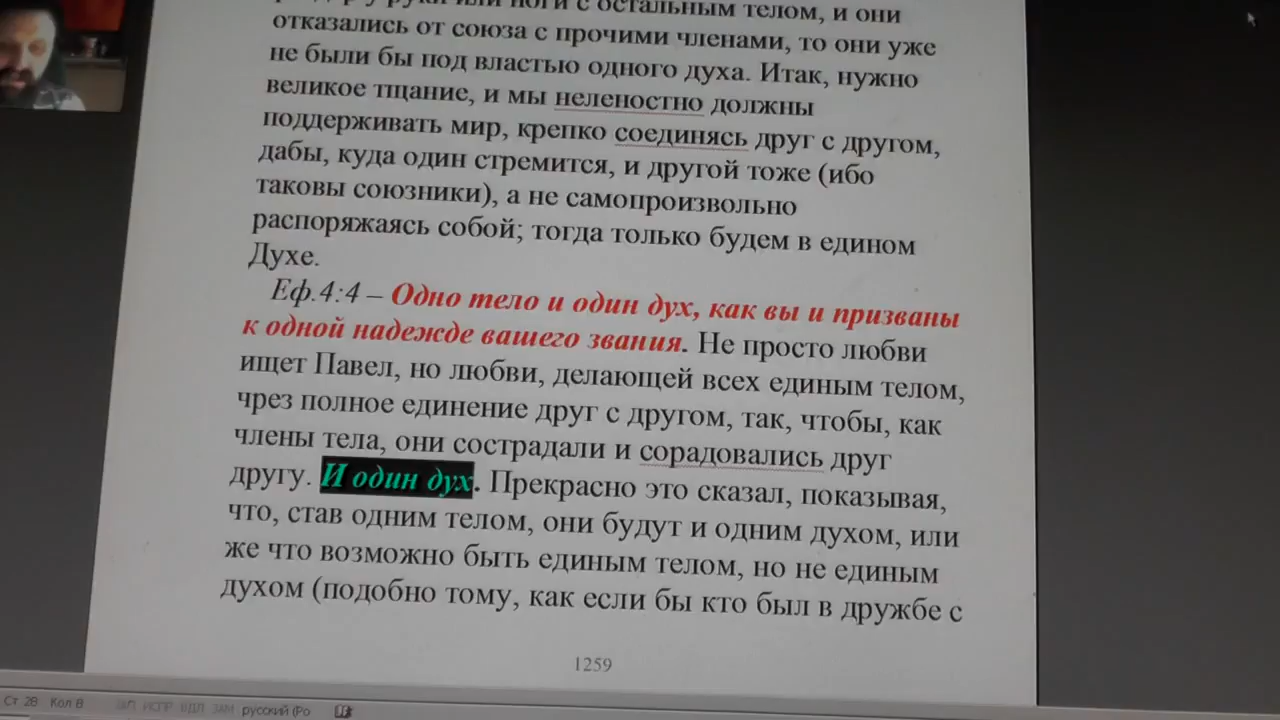 руки или ноги с остальным телом, и они
отказались от союза с прочими членами, то они уже
не были бы под властью одного духа. Итак, нужно
великое тщание, и мы неленостно должны
поддерживать мир, крепко соединясь друг с другом,
дабы, куда один стремится, и другой тоже (ибо
таковы союзники), а не самопроизвольно
распоряжаясь собой; тогда только будем в едином
Духе.
Еф.4:4 – Одно тело и один дух, как вы и призваны
к одной надежде вашего звания. Не просто любви
ищет Павел, но любви, делающей всех единым телом,
чрез полное единение друг с другом, так, чтобы, как
члены тела, они сострадали и сорадовались друг
другу. И один дух. Прекрасно это сказал, показывая,
что, став одним телом, они будут и одним духом, или
же что возможно быть единым телом, но не единым
духом (подобно тому, как если бы кто был в дружбе с
1259
Ст 28 Кол 8 ЗАП ИСПР ВДЛ ЗАМ русский (Ро